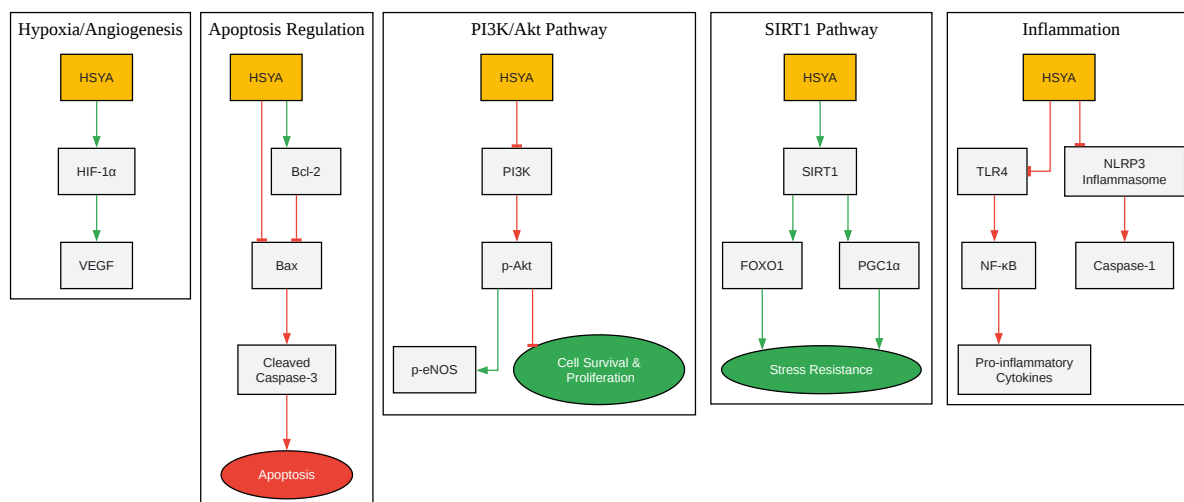 Hypoxia/Angiogenesis
HSYA
HIF-1α
VEGF
Apoptosis Regulation
HSYA
Bcl-2
Bax
Cleaved
Caspase-3
Apoptosis
PI3K/Akt Pathway
HSYA
PI3K
p-Akt
p-eNOS
Cell Survival &
Proliferation
SIRT1 Pathway
HSYA
SIRT1
FOXO1
PGC1α
Stress Resistance
Inflammation
HSYA
TLR4
NLRP3
Inflammasome
NF-κB
Caspase-1
Pro-inflammatory
Cytokines